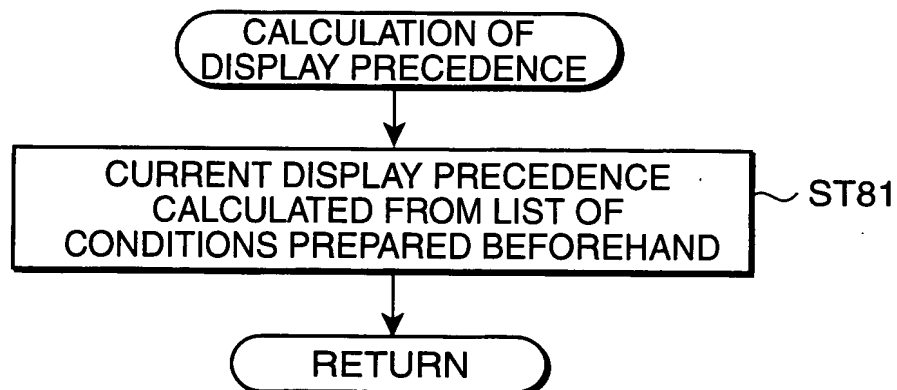 CALCULATION OF
DISPLAY PRECEDENCE
CURRENT DISPLAY PRECEDENCE
CALCULATED FROM LIST OF
CONDITIONS PREPARED BEFOREHAND
ST81
RETURN